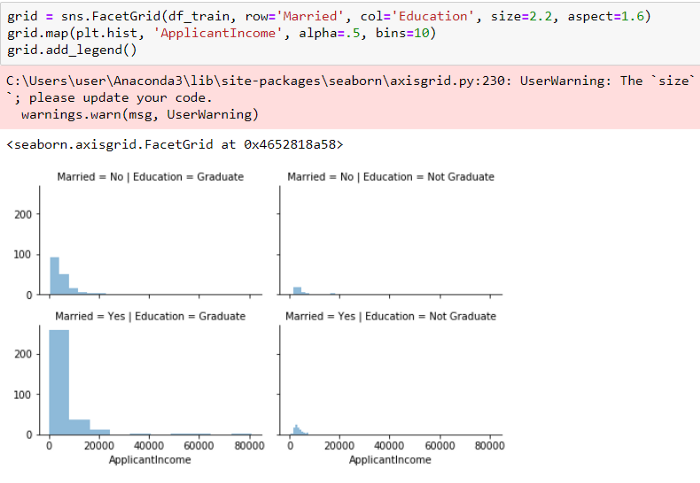 grid = sns.FacetGrid(df_train, row='Married', col='Education', size=2.2, aspect=1.6)
grid.map(plt.hist, 'ApplicantIncome', alpha=.5, bins=10)
grid.add_legend()
C:\Users\user\Anaconda3\lib\site-packages\seaborn\axisgrid.py:230: UserWarning: The `size`
`; please update your code.
warnings.warn(msg, UserWarning)
<seaborn.axisgrid.FacetGrid at 0x4652818a58>
Married = No | Education = Graduate
Married = No | Education = Not Graduate
200
100
0
Married = Yes | Education = Graduate
Married = Yes | Education = Not Graduate
200
100
0
0 20000 40000 60000 80000
0 20000 40000 60000 80000
ApplicantIncome
ApplicantIncome